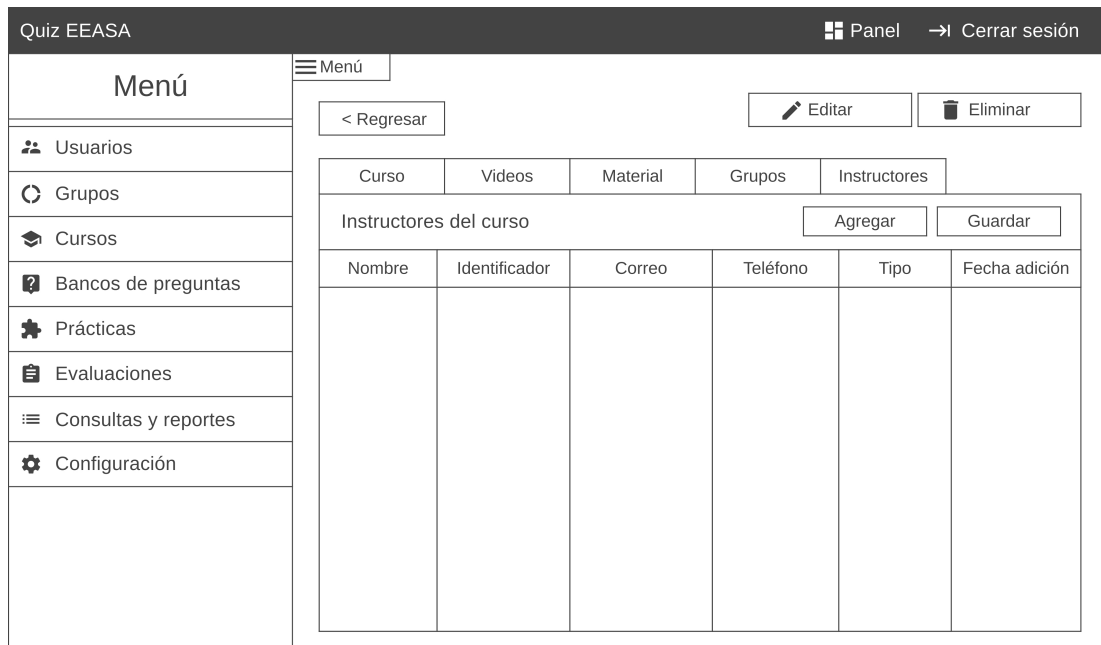 Quiz EEASA
Panel
Cerrar sesión
Menú
Usuarios
Grupos
Cursos
Bancos de preguntas
Prácticas
Evaluaciones
Consultas y reportes
Configuración
Menú
< Regresar
Editar
Eliminar
Curso Videos Material Grupos Instructores
Instructores del curso
Agregar
Guardar
Nombre Identificador Correo Teléfono Tipo Fecha adición